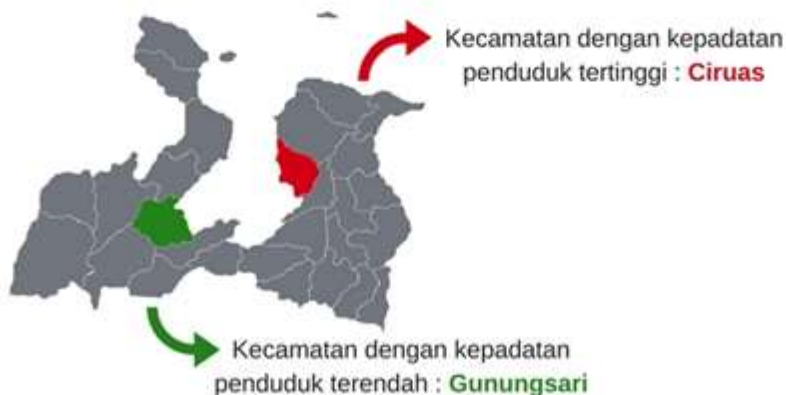 Kecamatan dengan kepadatan
penduduk tertinggi : Ciruas
Kecamatan dengan kepadatan
penduduk terendah : Gunungsari